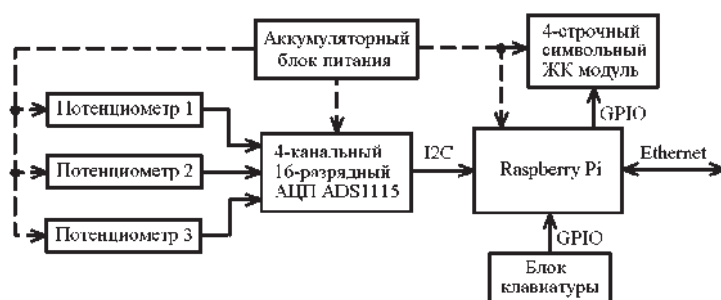 Аккумуляторный
блок питания
4-строчный
символьный
ЖК модуль
Потенциометр 1
Потенциометр 2
Потенциометр 3
4-канальный
16-разрядный
АЦП ADS1115
I2C
GPIO
Raspberry Pi
Ethernet
GPIO
Блок
клавиатуры